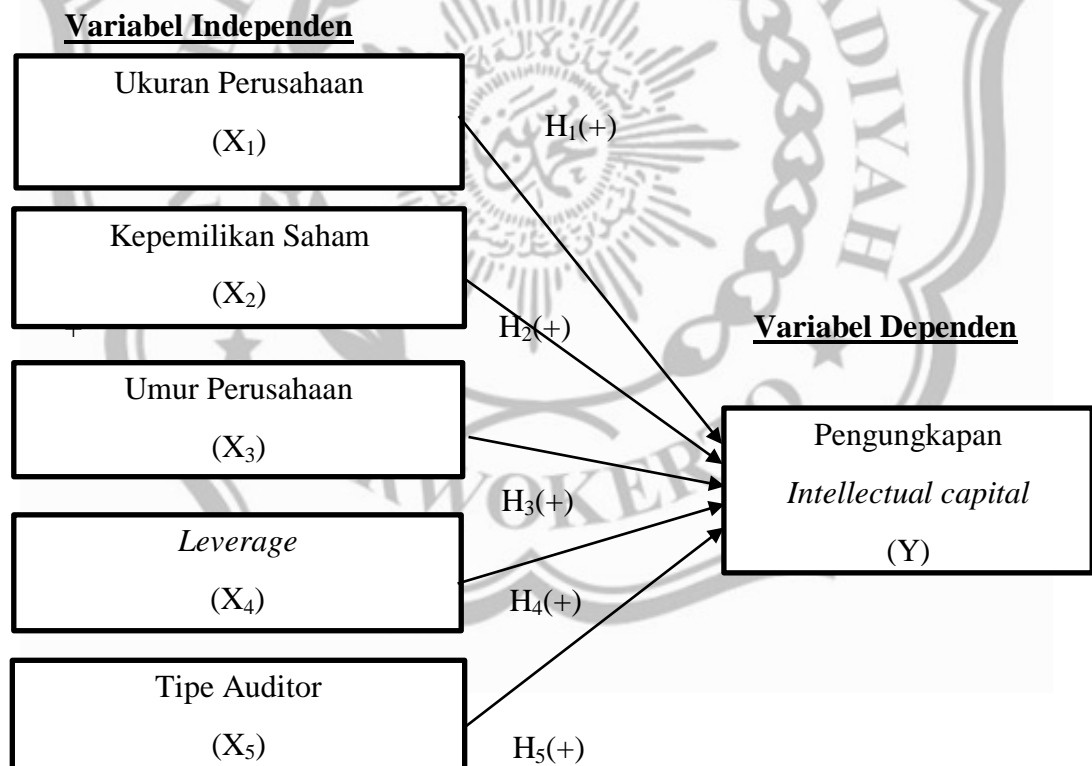 Variabel Independen
Ukuran Perusahaan
(X₁)
H₁(+)
Kepemilikan Saham
(X₂)
+
H₂(+)
Variabel Dependen
Umur Perusahaan
(X₃)
Pengungkapan
Intellectual capital
(Y)
H₃(+)
Leverage
(X₄)
H₄(+)
Tipe Auditor
(X₅)
H₅(+)